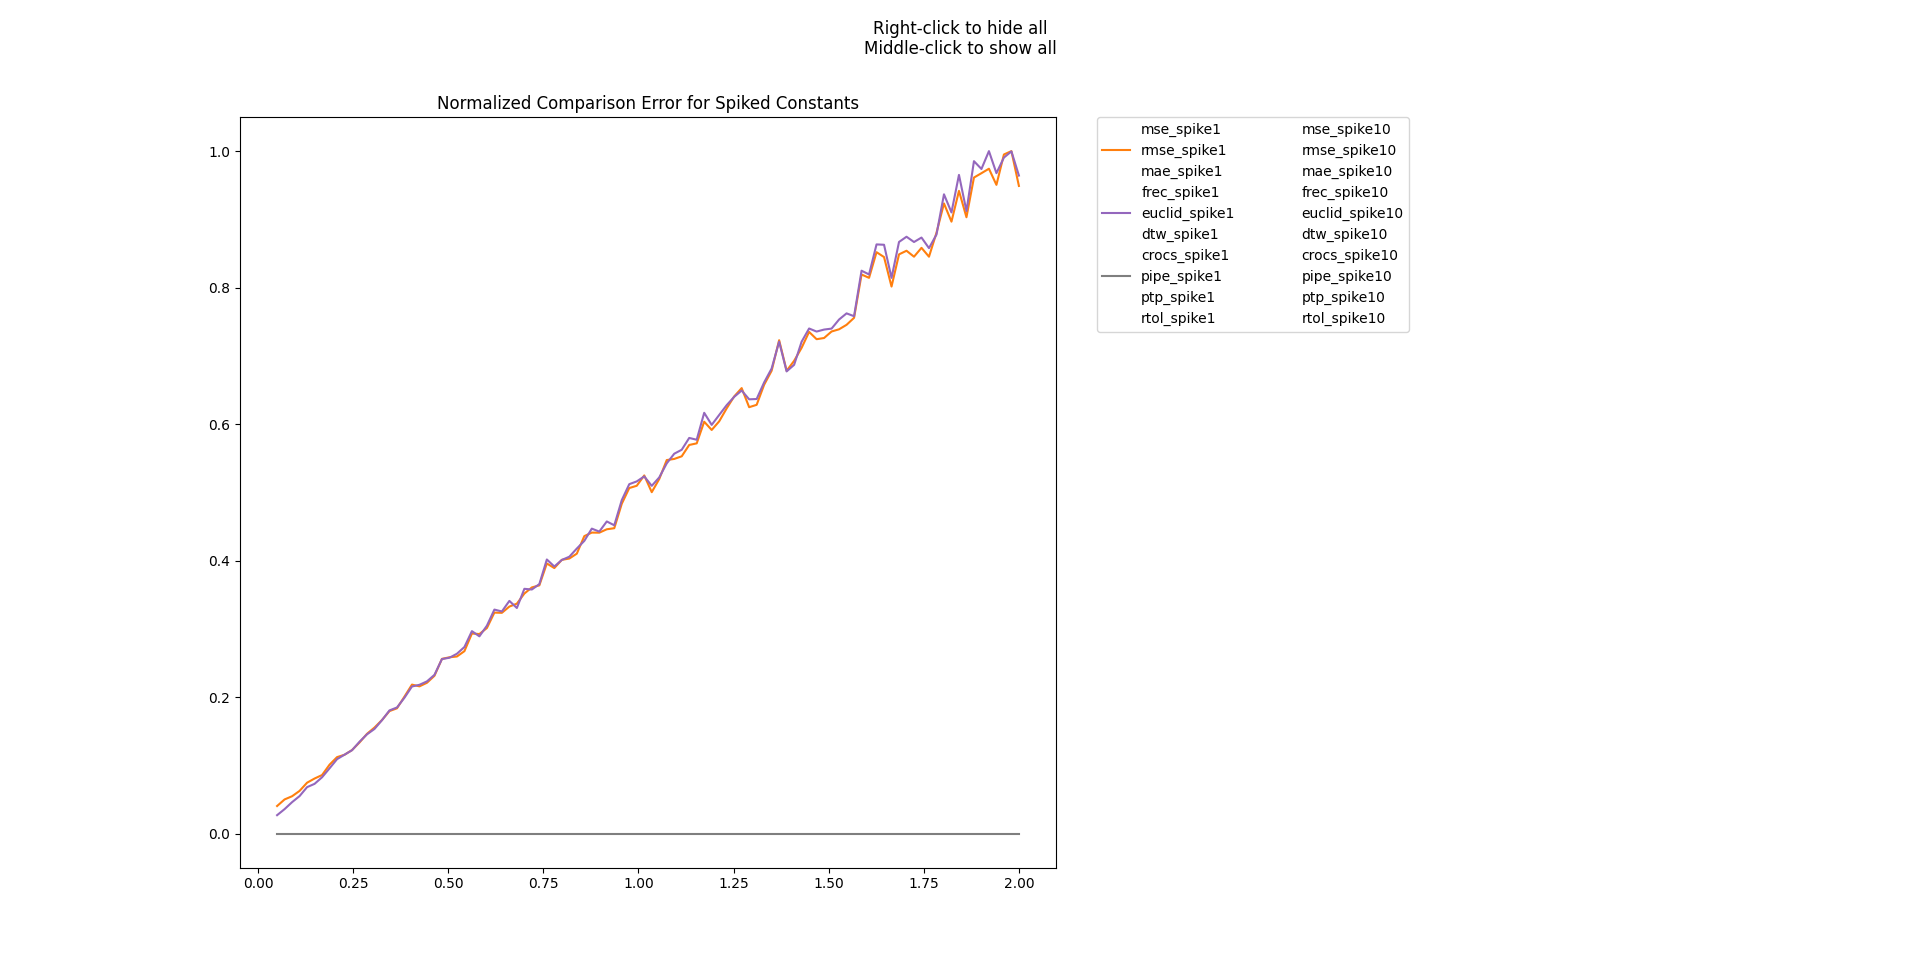 Right-click to hide all
Middle-click to show all
Normalized Comparison Error for Spiked Constants
1.0
0.8
0.6
0.4
0.2
0.0
0.00 0.25 0.50 0.75 1.00 1.25 1.50 1.75 2.00
mse_spike1 mse_spike10
rmse_spike1 rmse_spike10
mae_spike1 mae_spike10
frec_spike1 frec_spike10
euclid_spike1 euclid_spike10
dtw_spike1 dtw_spike10
crocs_spike1 crocs_spike10
pipe_spike1 pipe_spike10
ptp_spike1 ptp_spike10
rtol_spike1 rtol_spike10